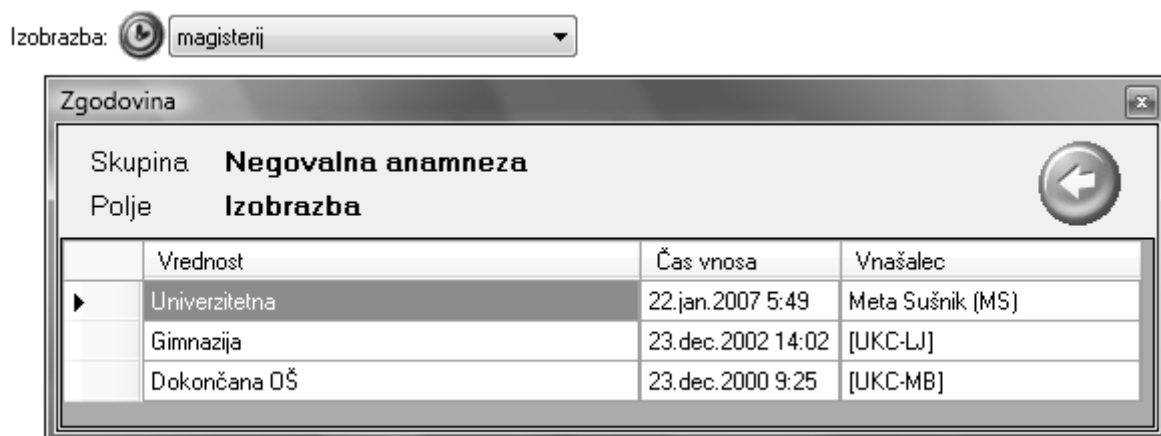 Izobrazba: magisterij
Zgodovina
Skupina Negovalna anamneza
Polje Izobrazba
Vrednost Čas vnosa Vnašalec
Univerzitetna 22.jan.2007 5:49 Meta Sušnik (MS)
Gimnazija 23.dec.2002 14:02 [UKC-LJ]
Dokončana OŠ 23.dec.2000 9:25 [UKC-MB]